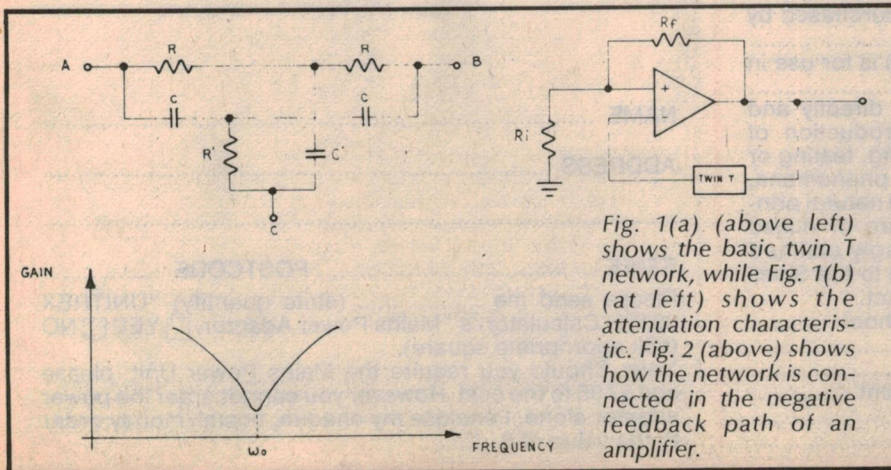 A
R
R
B
C
C
R'
C'
C
Rf
+
Ri
TWIN T
GAIN
ωo
FREQUENCY
Fig. 1(a) (above left)
shows the basic twin T
network, while Fig. 1(b)
(at left) shows the
attenuation characteris-
tic. Fig. 2 (above) shows
how the network is con-
nected in the negative
feedback path of an
amplifier.